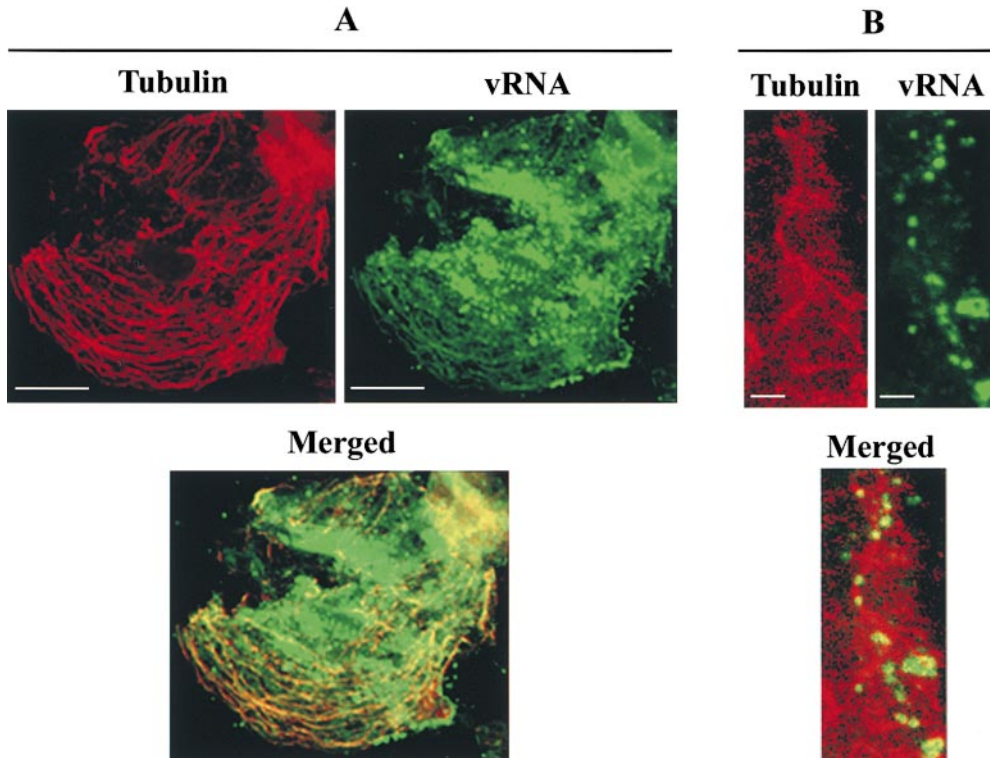 A
B
Tubulin
vRNA
Tubulin
vRNA
Merged
Merged